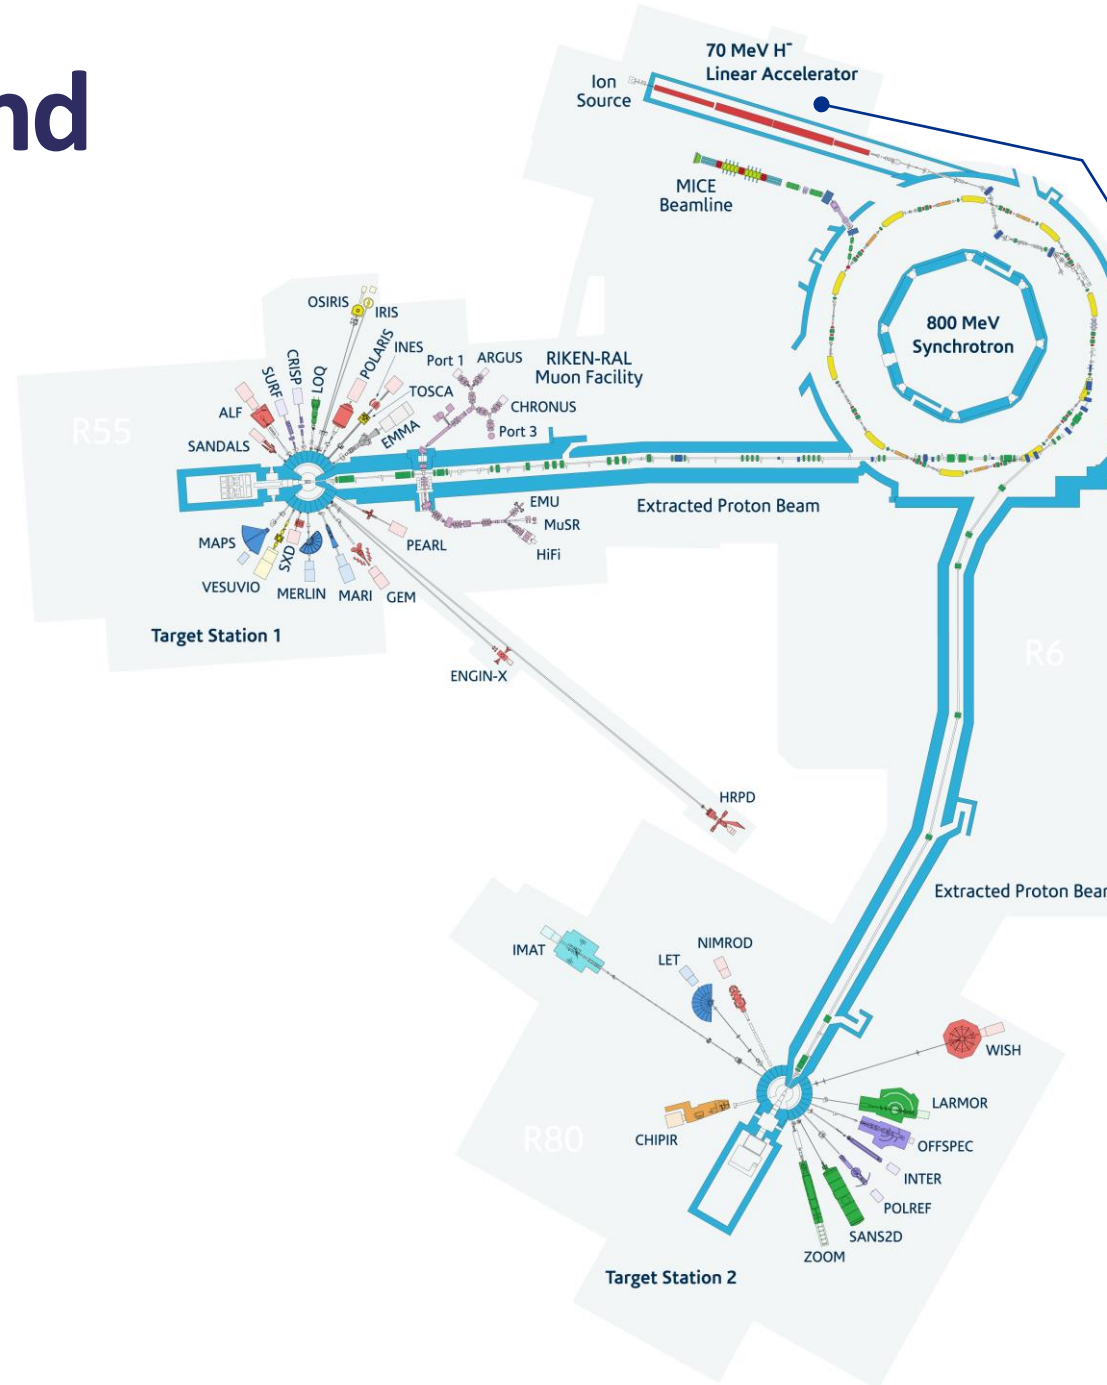 nd
70 MeV H⁻
Linear Accelerator
Ion
Source
MICE
Beamline
800 MeV
Synchrotron
OSIRIS
IRIS
POLARIS
INES
CRISP
SURF
LOQ
TOSCA
ALF
EMMA
SANDALS
Port 1
ARGUS
RIKEN-RAL
Muon Facility
CHRONUS
Port 3
R55
Extracted Proton Beam
EMU
MuSR
HiFi
PEARL
MAPS
VESUVIO
SXD
MERLIN
MARI
GEM
Target Station 1
ENGIN-X
R6
HRPD
Extracted Proton Bear
IMAT
LET
NIMROD
WISH
LARMOR
OFFSPEC
INTER
POLREF
SANS2D
ZOOM
CHIPIR
R80
Target Station 2